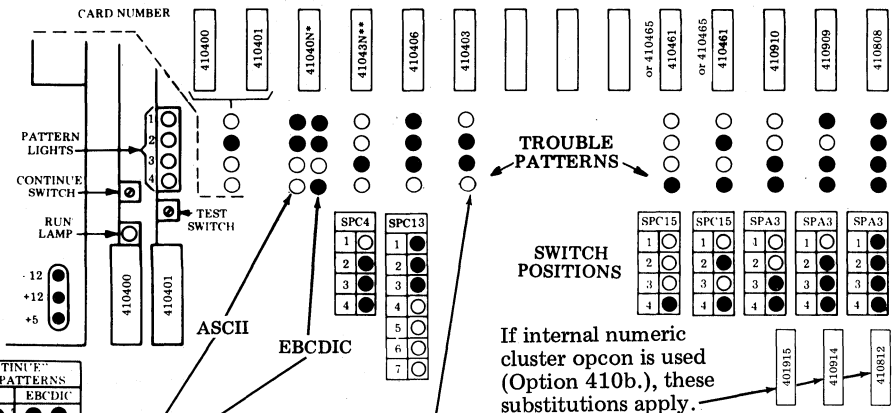 CARD NUMBER
410400
410401
41040N*
41043N**
410406
410403
or 410465
410461
or 410465
410461
410910
410909
410808
PATTERN
LIGHTS
1
2
3
4
CONTINUE
SWITCH
TEST
SWITCH
RUN
LAMP
TROUBLE
PATTERNS
- 12
+12
+5
410400
410401
ASCII
EBCDIC
SPC4
1
2
3
4
SPC13
1
2
3
4
5
6
7
SWITCH
POSITIONS
SPC15
1
2
3
4
SPC15
1
2
3
4
SPA3
1
2
3
4
SPA3
1
2
3
4
SPA3
1
2
3
4
If internal numeric
cluster opcon is used
(Option 410b.), these
substitutions apply.
401915
410914
410812
TINUE"
PATTERNS
EBCDIC